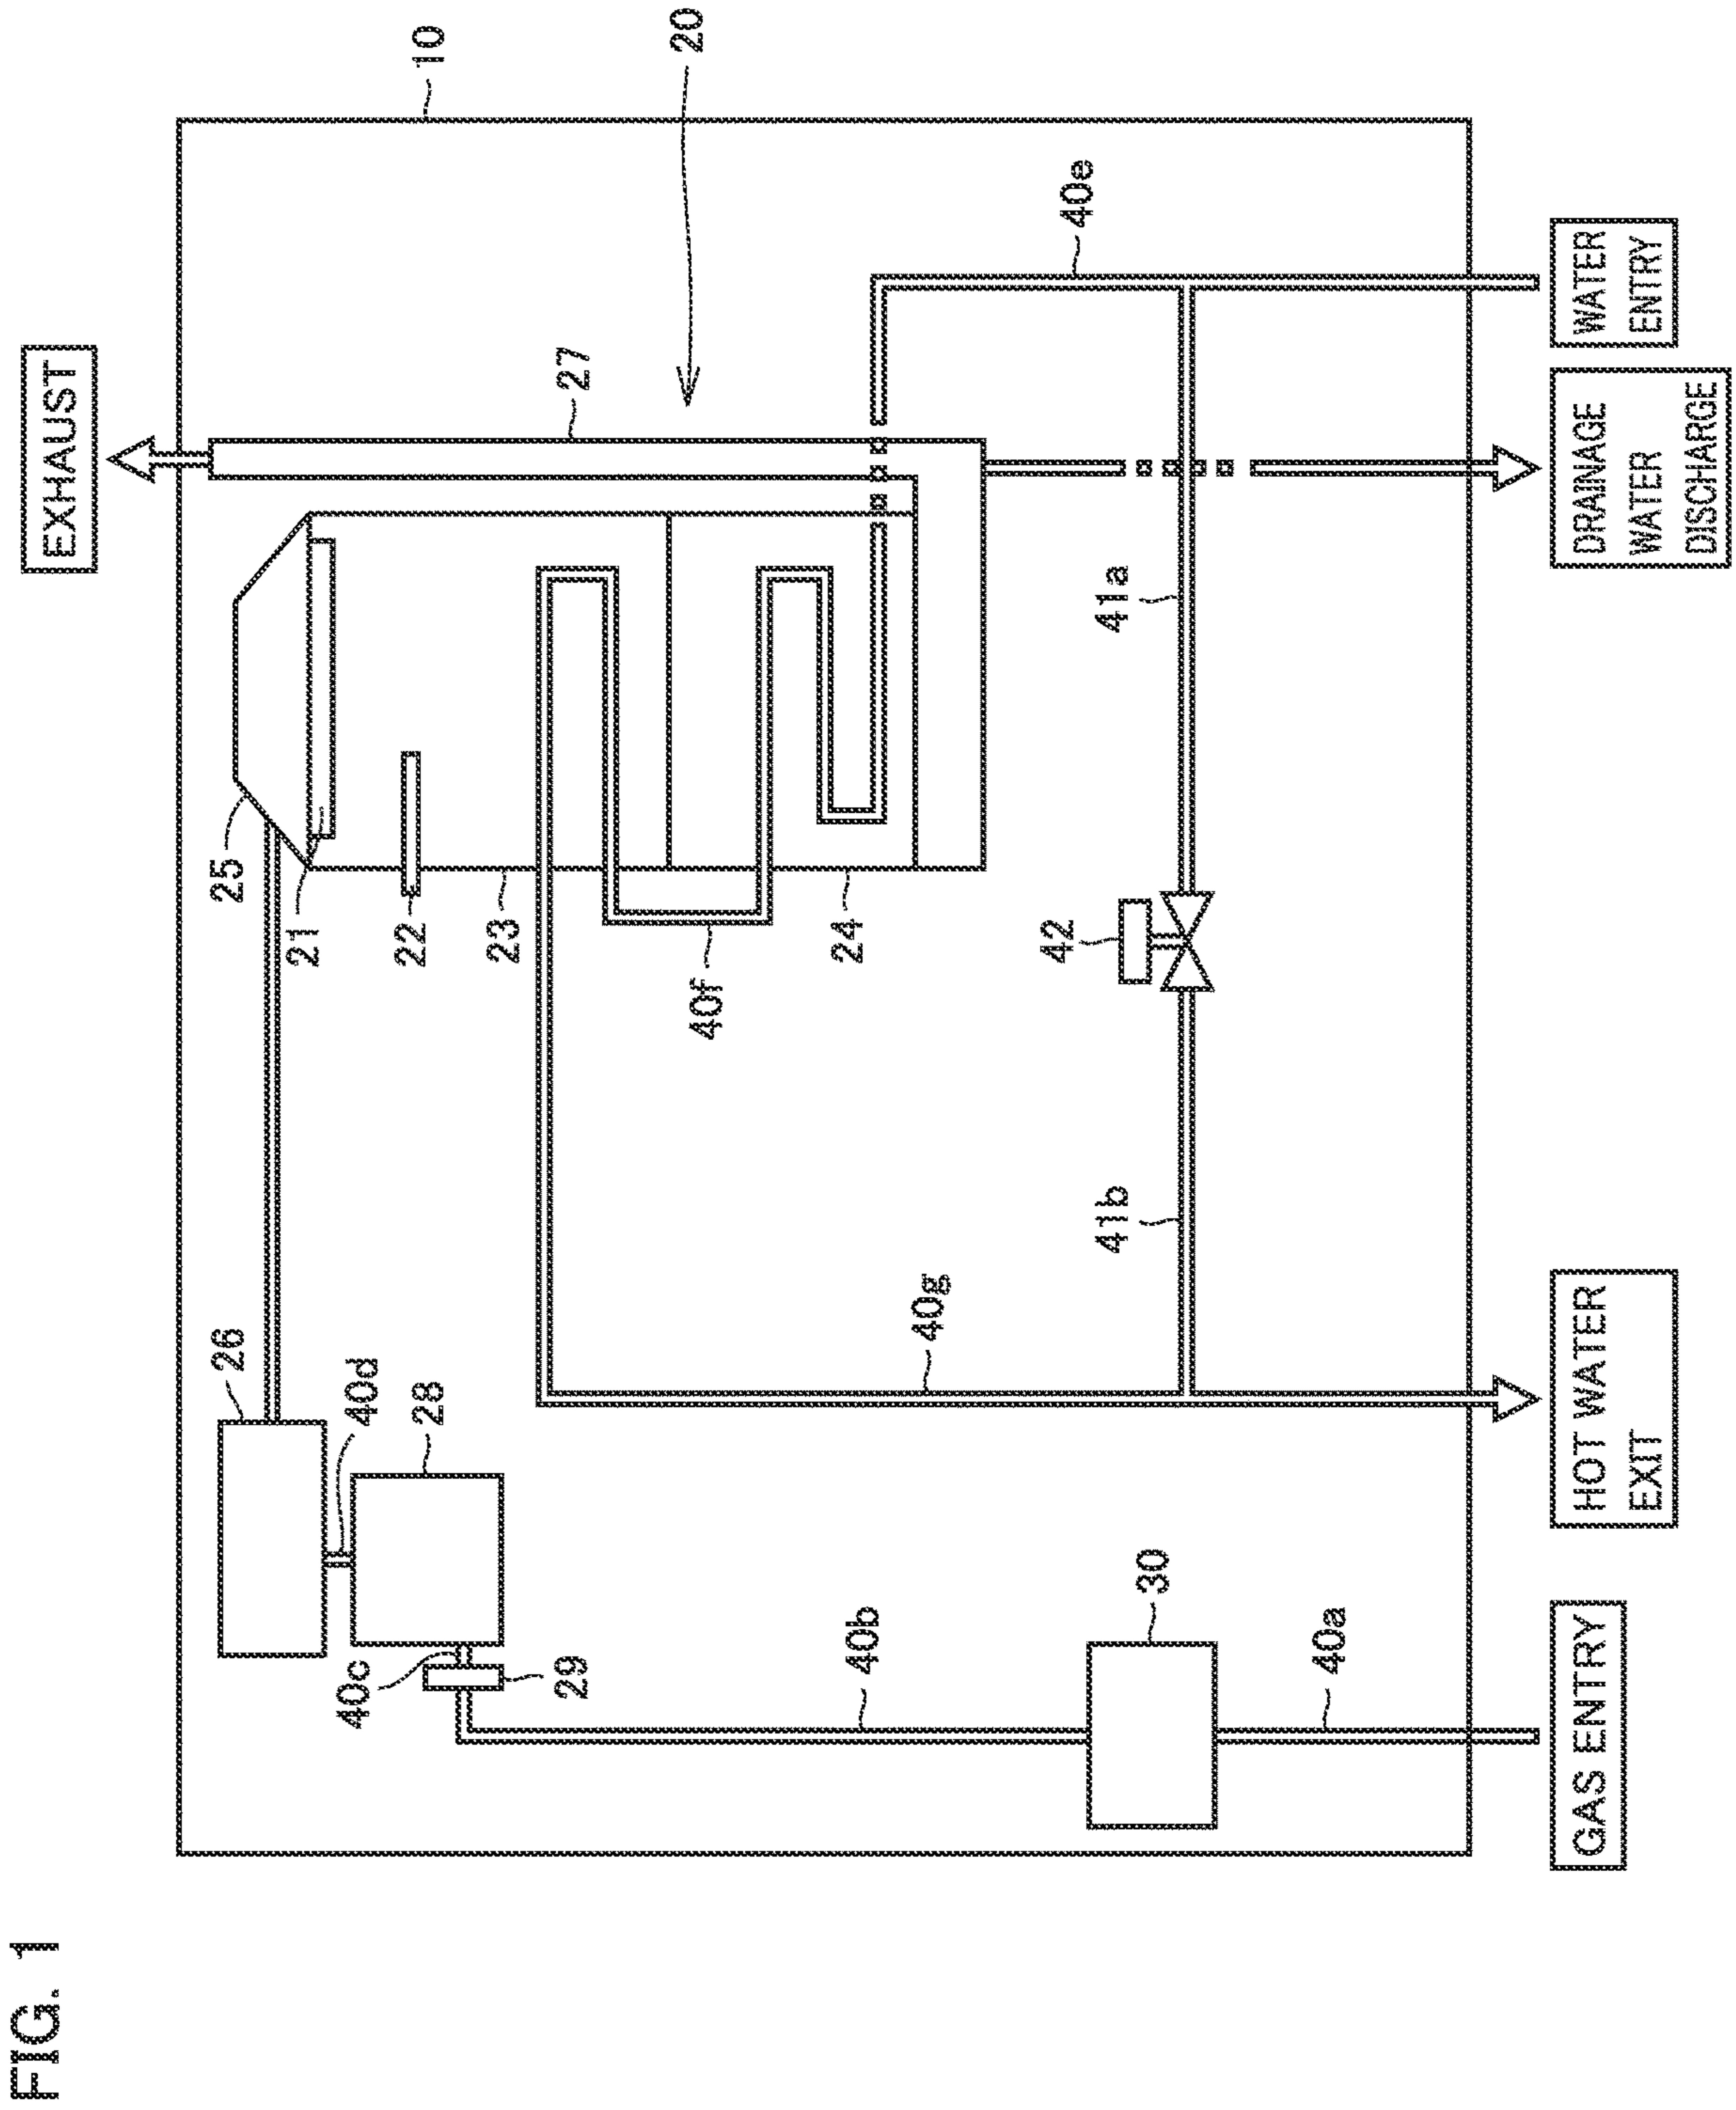 FIG. 1
EXHAUST
10
20
25
21
22
23
24
27
26
40d
28
40c
29
40b
30
40a
40f
40g
40e
41a
42
41b
GAS ENTRY
HOT WATER
EXIT
DRAINAGE
WATER
DISCHARGE
WATER
ENTRY